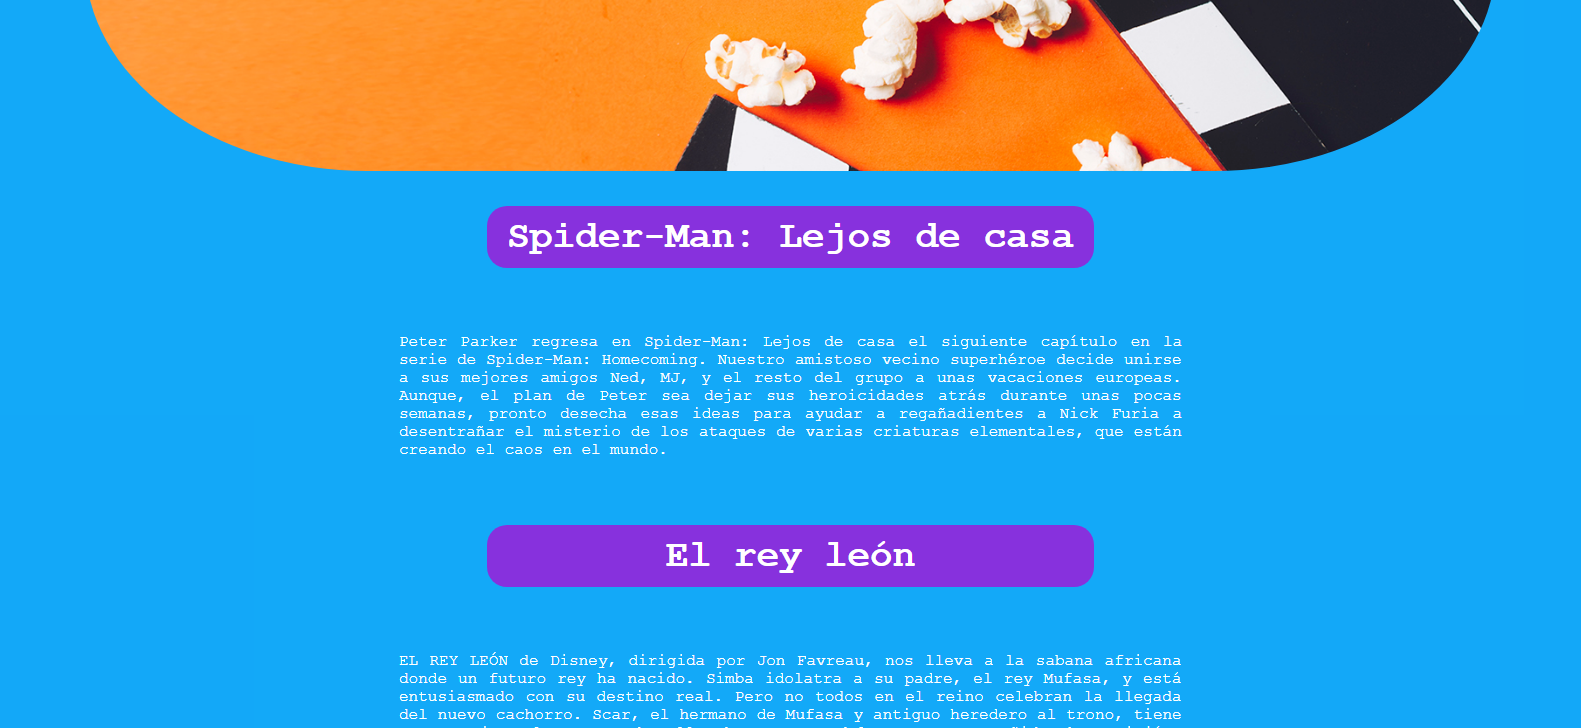 Spider-Man: Lejos de casa
Peter Parker regresa en Spider-Man: Lejos de casa el siguiente capítulo en la
serie de Spider-Man: Homecoming. Nuestro amistoso vecino superhéroe decide unirse
a sus mejores amigos Ned, MJ, y el resto del grupo a unas vacaciones europeas.
Aunque, el plan de Peter sea dejar sus heroicidades atrás durante unas pocas
semanas, pronto desecha esas ideas para ayudar a regañadientes a Nick Furia a
desentrañar el misterio de los ataques de varias criaturas elementales, que están
creando el caos en el mundo.
El rey león
EL REY LEÓN de Disney, dirigida por Jon Favreau, nos lleva a la sabana africana
donde un futuro rey ha nacido. Simba idolatra a su padre, el rey Mufasa, y está
entusiasmado con su destino real. Pero no todos en el reino celebran la llegada
del nuevo cachorro. Scar, el hermano de Mufasa y antiguo heredero al trono, tiene